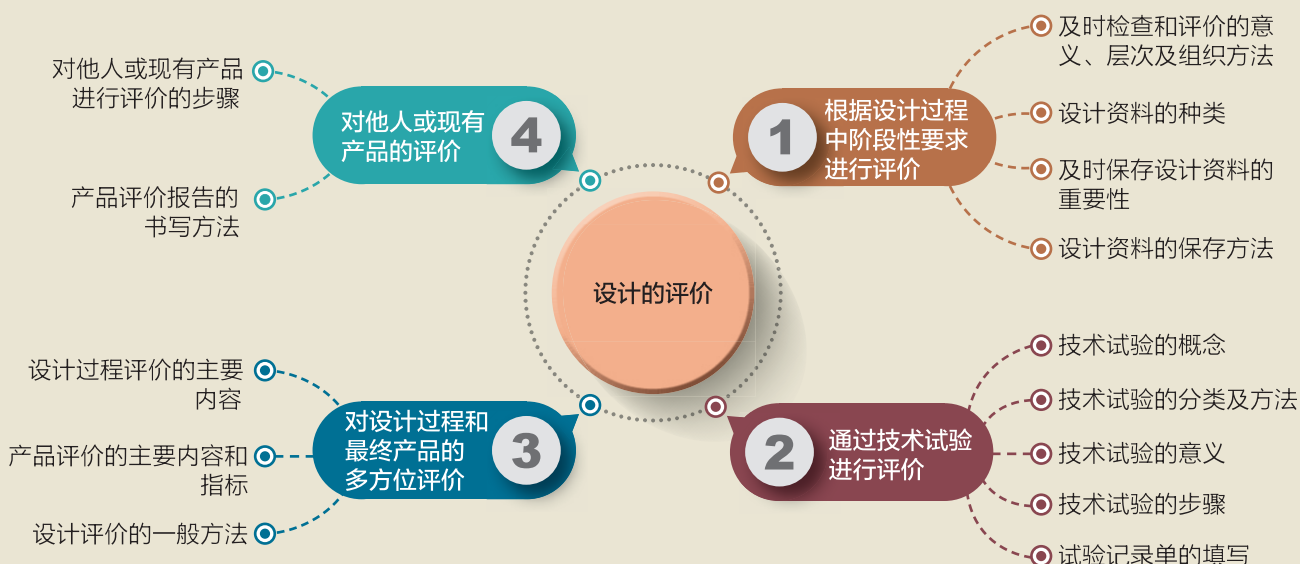 设计的评价
1
根据设计过程
中阶段性要求
进行评价
及时检查和评价的意
义、层次及组织方法
设计资料的种类
及时保存设计资料的
重要性
设计资料的保存方法
2
通过技术试验
进行评价
技术试验的概念
技术试验的分类及方法
技术试验的意义
技术试验的步骤
试验记录单的填写
3
对设计过程和
最终产品的
多方位评价
设计过程评价的主要
内容
产品评价的主要内容和
指标
设计评价的一般方法
4
对他人或现有
产品的评价
对他人或现有产品
进行评价的步骤
产品评价报告的
书写方法